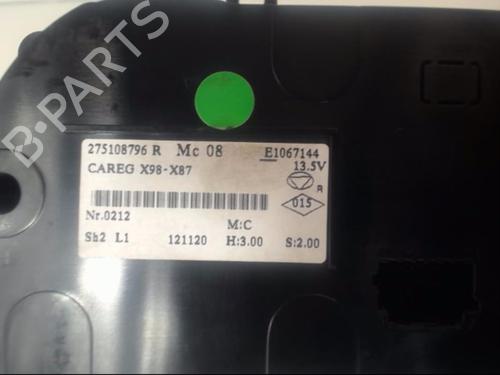 B-PARTS
275108796 R Mc 08 E1067144
13.5V
CAREG X98-X87
R
015
Nr.0212
M:C
Sh2 L1 121120 H:3.00 S:2.00